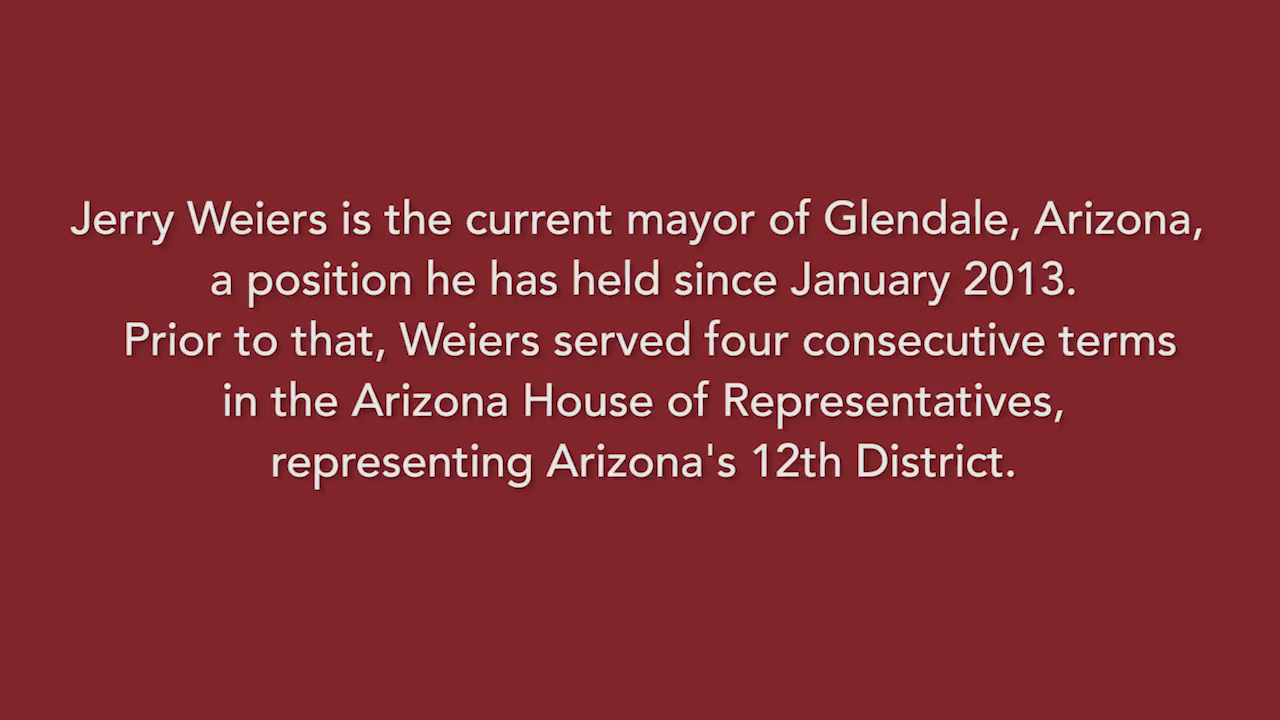 Jerry Weiers is the current mayor of Glendale, Arizona,
a position he has held since January 2013.
Prior to that, Weiers served four consecutive terms
in the Arizona House of Representatives,
representing Arizona's 12th District.